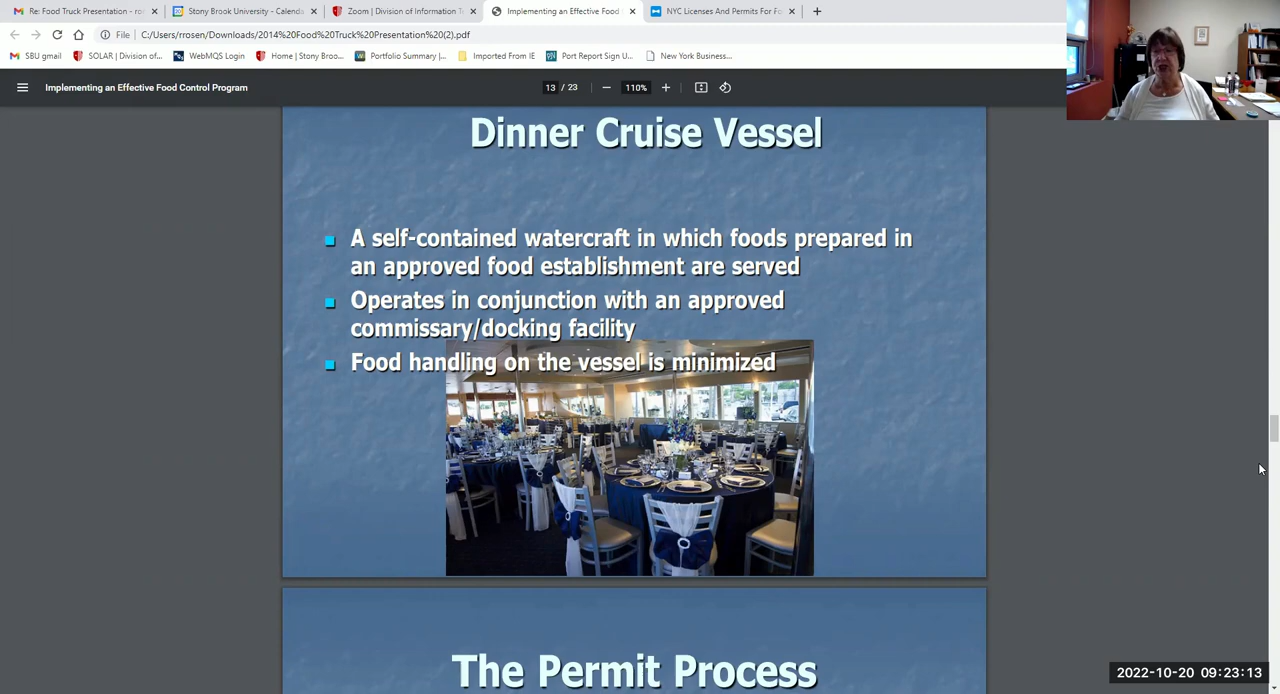 Re: Food Truck Presentation - ro
Stony Brook University - Calenda
Zoom | Division of Information T
Implementing an Effective Food
NYC Licenses And Permits For Fo
File
C:/Users/rrosen/Downloads/2014%20Food%20Truck%20Presentation%20(2).pdf
SBU gmail
SOLAR | Division of...
WebMQS Login
Home | Stony Broo...
Portfolio Summary |...
Imported From IE
Port Report Sign U...
New York Business...
Implementing an Effective Food Control Program
13 / 23
110%
Dinner Cruise Vessel
A self-contained watercraft in which foods prepared in
an approved food establishment are served
Operates in conjunction with an approved
commissary/docking facility
Food handling on the vessel is minimized
The Permit Process
2022-10-20 09:23:13